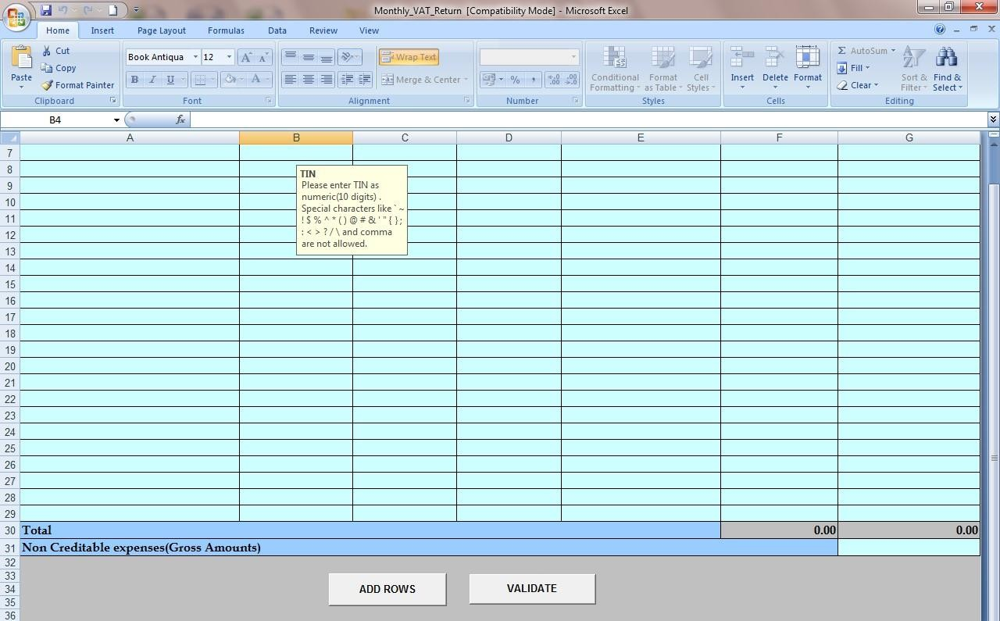 Monthly_VAT_Return [Compatibility Mode] - Microsoft Excel
Home Insert Page Layout Formulas Data Review View
Paste
Cut
Copy
Format Painter
Clipboard
Book Antiqua 12
B I U
Font
Wrap Text
Merge & Center
Alignment
% ,
Number
Conditional Formatting
Format as Table
Cell Styles
Styles
Insert Delete Format
Cells
AutoSum
Fill
Clear
Sort & Filter
Find & Select
Editing
B4 fx
A B C D E F G
7
8
TIN
Please enter TIN as
numeric(10 digits) .
Special characters like ` ~
! $ % ^ * ( ) @ # & ' " { } ;
: < > ? / \ and comma
are not allowed.
9
10
11
12
13
14
15
16
17
18
19
20
21
22
23
24
25
26
27
28
29
30 Total 0.00 0.00
31 Non Creditable expenses(Gross Amounts)
32
33
34 ADD ROWS VALIDATE
35
36